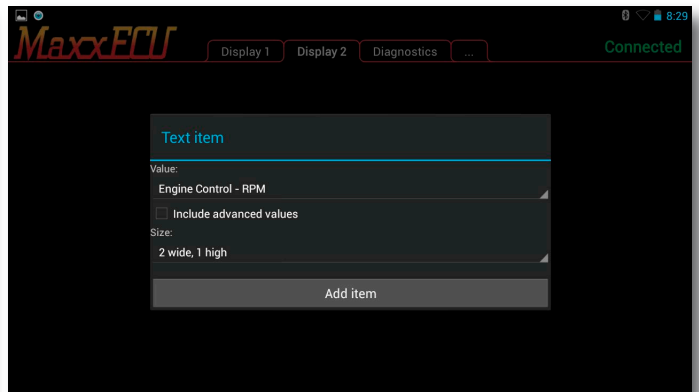 8:29
MaxxECU
Display 1 Display 2 Diagnostics ... Connected
Text item
Value:
Engine Control - RPM
Include advanced values
Size:
2 wide, 1 high
Add item